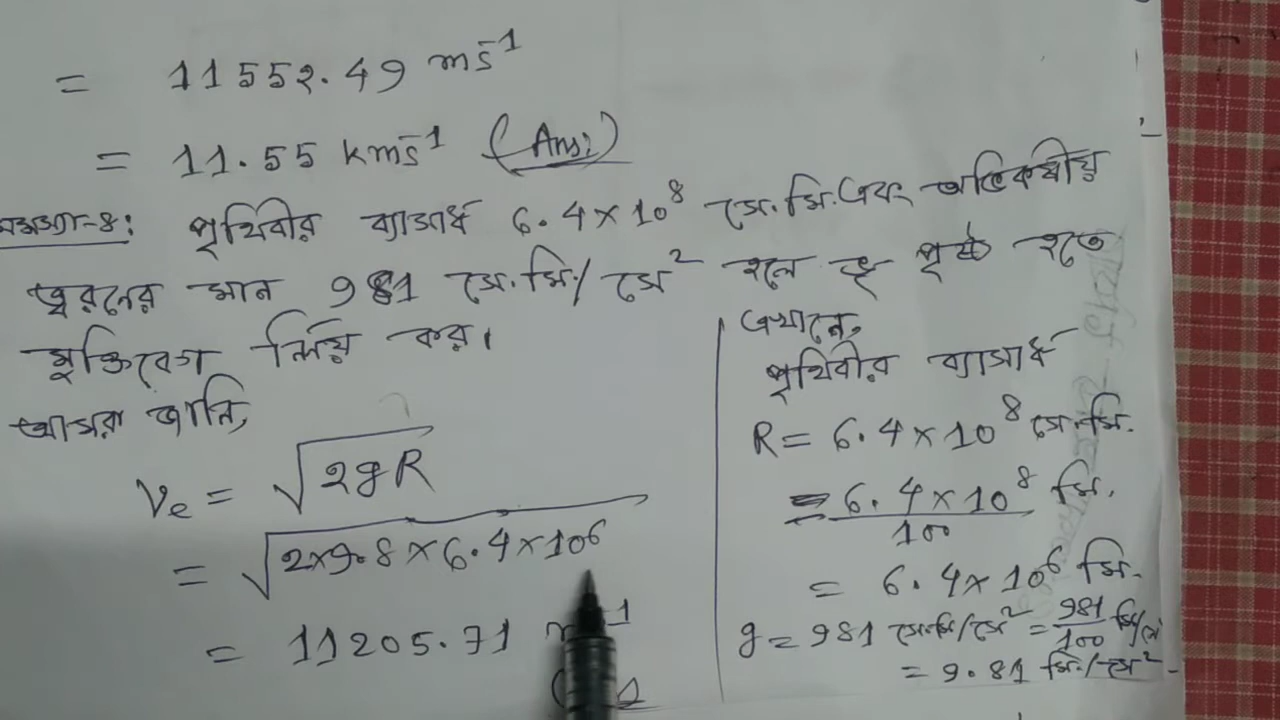 = 11552.49 ms⁻¹
= 11.55 kms⁻¹ (Ans:)
সমস্যা-৪: পৃথিবীর ব্যাসার্ধ 6.4×10⁸ সে.মি. এবং অভিকর্ষীয়
ত্বরনের মান 981 সে.মি./সে² হলে ভূ পৃষ্ঠ হতে
মুক্তিবেগ নির্ণয় কর।
আমরা জানি,
Ve = √2gR
= √2×9.8×6.4×10⁶
= 11205.71
এখানে,
পৃথিবীর ব্যাসার্ধ
R = 6.4×10⁸ সে.মি.
= 6.4×10⁸/100 মি.
= 6.4×10⁶ মি.
g = 981 সে.মি/সে² = 981/100 মি/সে
= 9.81 মি./সে²